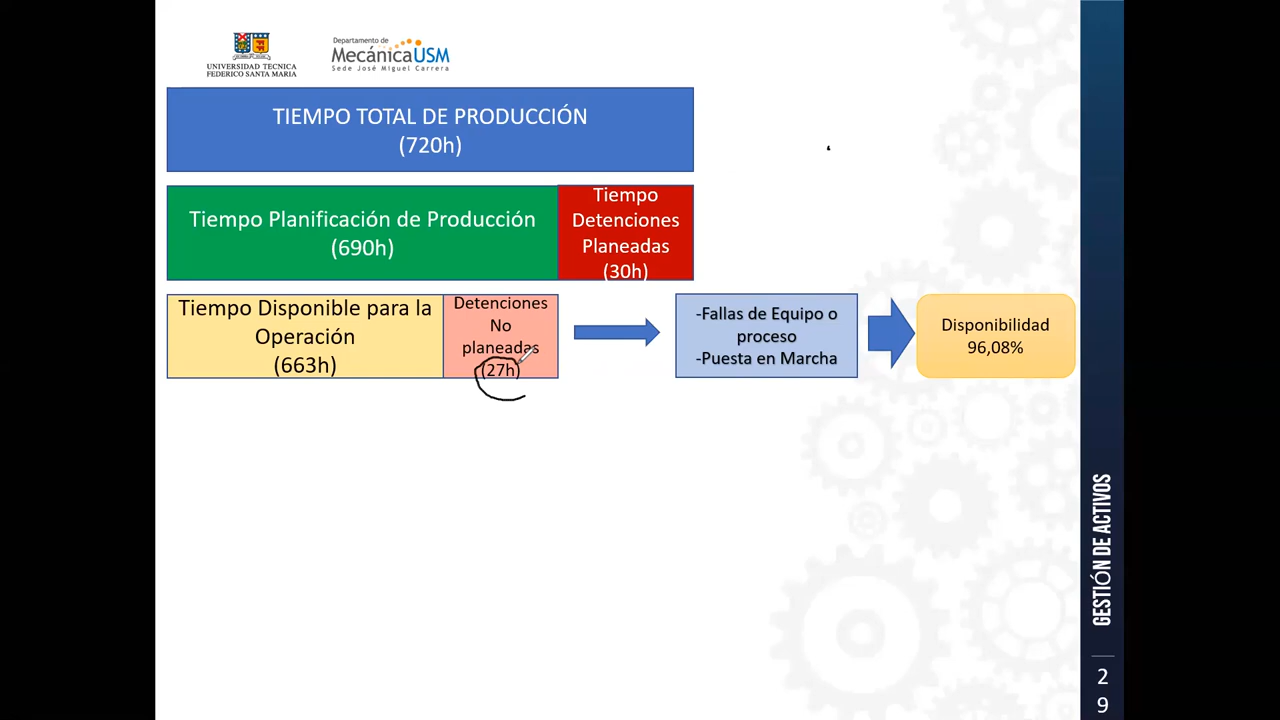 UNIVERSIDAD TECNICA
FEDERICO SANTA MARIA
Departamento de
MecánicaUSM
Sede José Miguel Carrera
TIEMPO TOTAL DE PRODUCCIÓN
(720h)
Tiempo Planificación de Producción
(690h)
Tiempo
Detenciones
Planeadas
(30h)
Tiempo Disponible para la
Operación
(663h)
Detenciones
No
planeadas
(27h)
-Fallas de Equipo o
proceso
-Puesta en Marcha
Disponibilidad
96,08%
GESTIÓN DE ACTIVOS
2
9